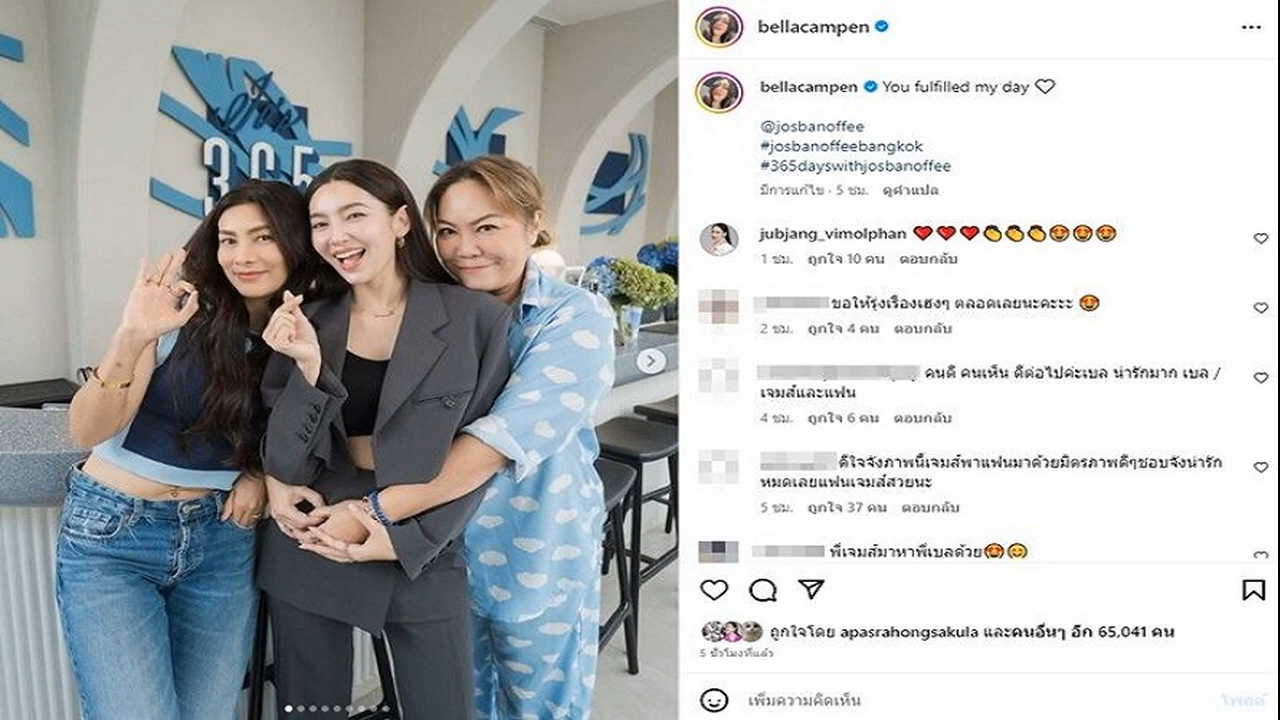 365
bellacampen
bellacampen You fulfilled my day
@josbanoffee
#josbanoffeebangkok
#365dayswithjosbanoffee
มีการแก้ไข · 5 ชม. ดูคำแปล
jubjang_vimolphan ❤❤❤👏👏👏🤩🤩🤩
1 ชม. ถูกใจ 10 คน ตอบกลับ
ขอให้รุ่งเรืองเฮงๆ ตลอดเลยนะคะะะ 🤩
2 ชม. ถูกใจ 4 คน ตอบกลับ
คนดี คนเห็น ดีต่อไปค่ะเบล น่ารักมาก เบล /
เจมส์และแฟน
4 ชม. ถูกใจ 6 คน ตอบกลับ
ดีใจจังภาพนี้เจมส์พาแฟนมาด้วยมิตรภาพดีๆชอบจังน่ารัก
หมดเลยแฟนเจมส์สวยนะ
5 ชม. ถูกใจ 37 คน ตอบกลับ
พี่เจมส์มาหาพี่เบลด้วย🤩😊
ถูกใจโดย apasrahongsakula และคนอื่นๆ อีก 65,041 คน
5 ชั่วโมงที่แล้ว
เพิ่มความคิดเห็น
โพสต์